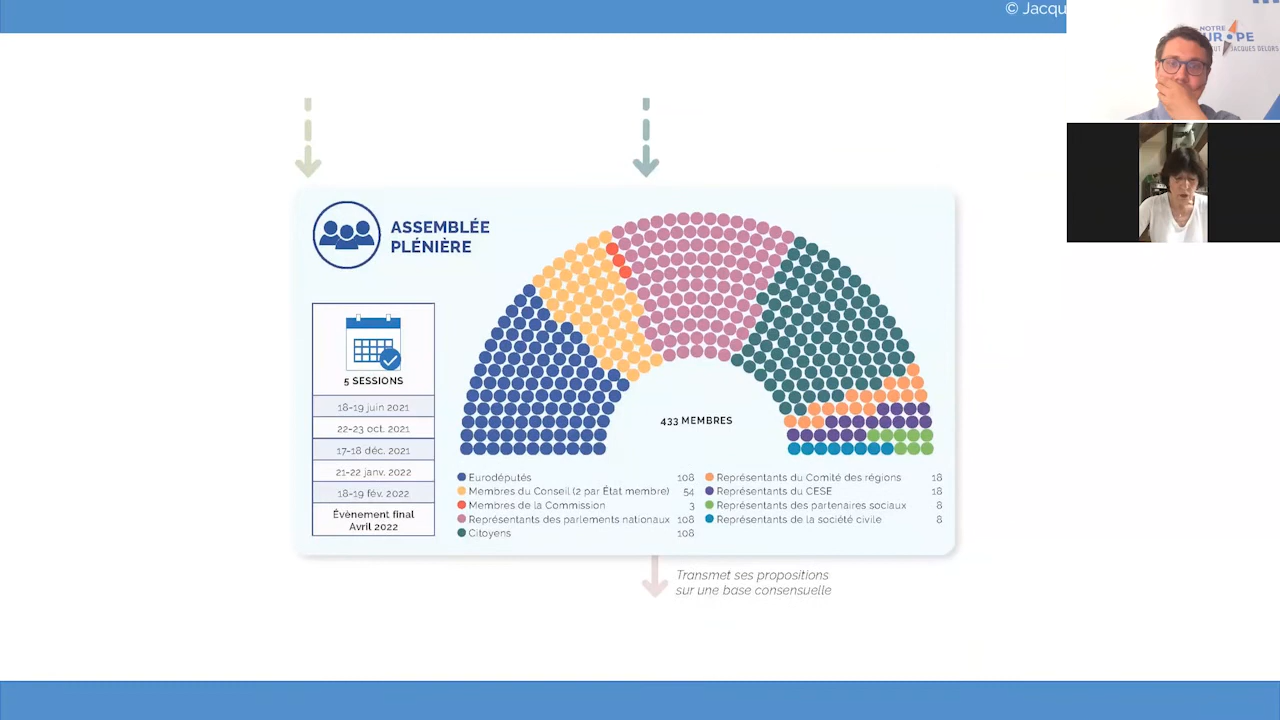 © Jacqu
NOTRE
UROPE
JACQUES DELORS
ASSEMBLÉE
PLÉNIÈRE
5 SESSIONS
18-19 juin 2021
22-23 oct. 2021
17-18 déc. 2021
21-22 janv. 2022
18-19 fév. 2022
Évènement final
Avril 2022
433 MEMBRES
Eurodéputés 108
Membres du Conseil (2 par État membre) 54
Membres de la Commission 3
Représentants des parlements nationaux 108
Citoyens 108
Représentants du Comité des régions 18
Représentants du CESE 18
Représentants des partenaires sociaux 8
Représentants de la société civile 8
Transmet ses propositions
sur une base consensuelle